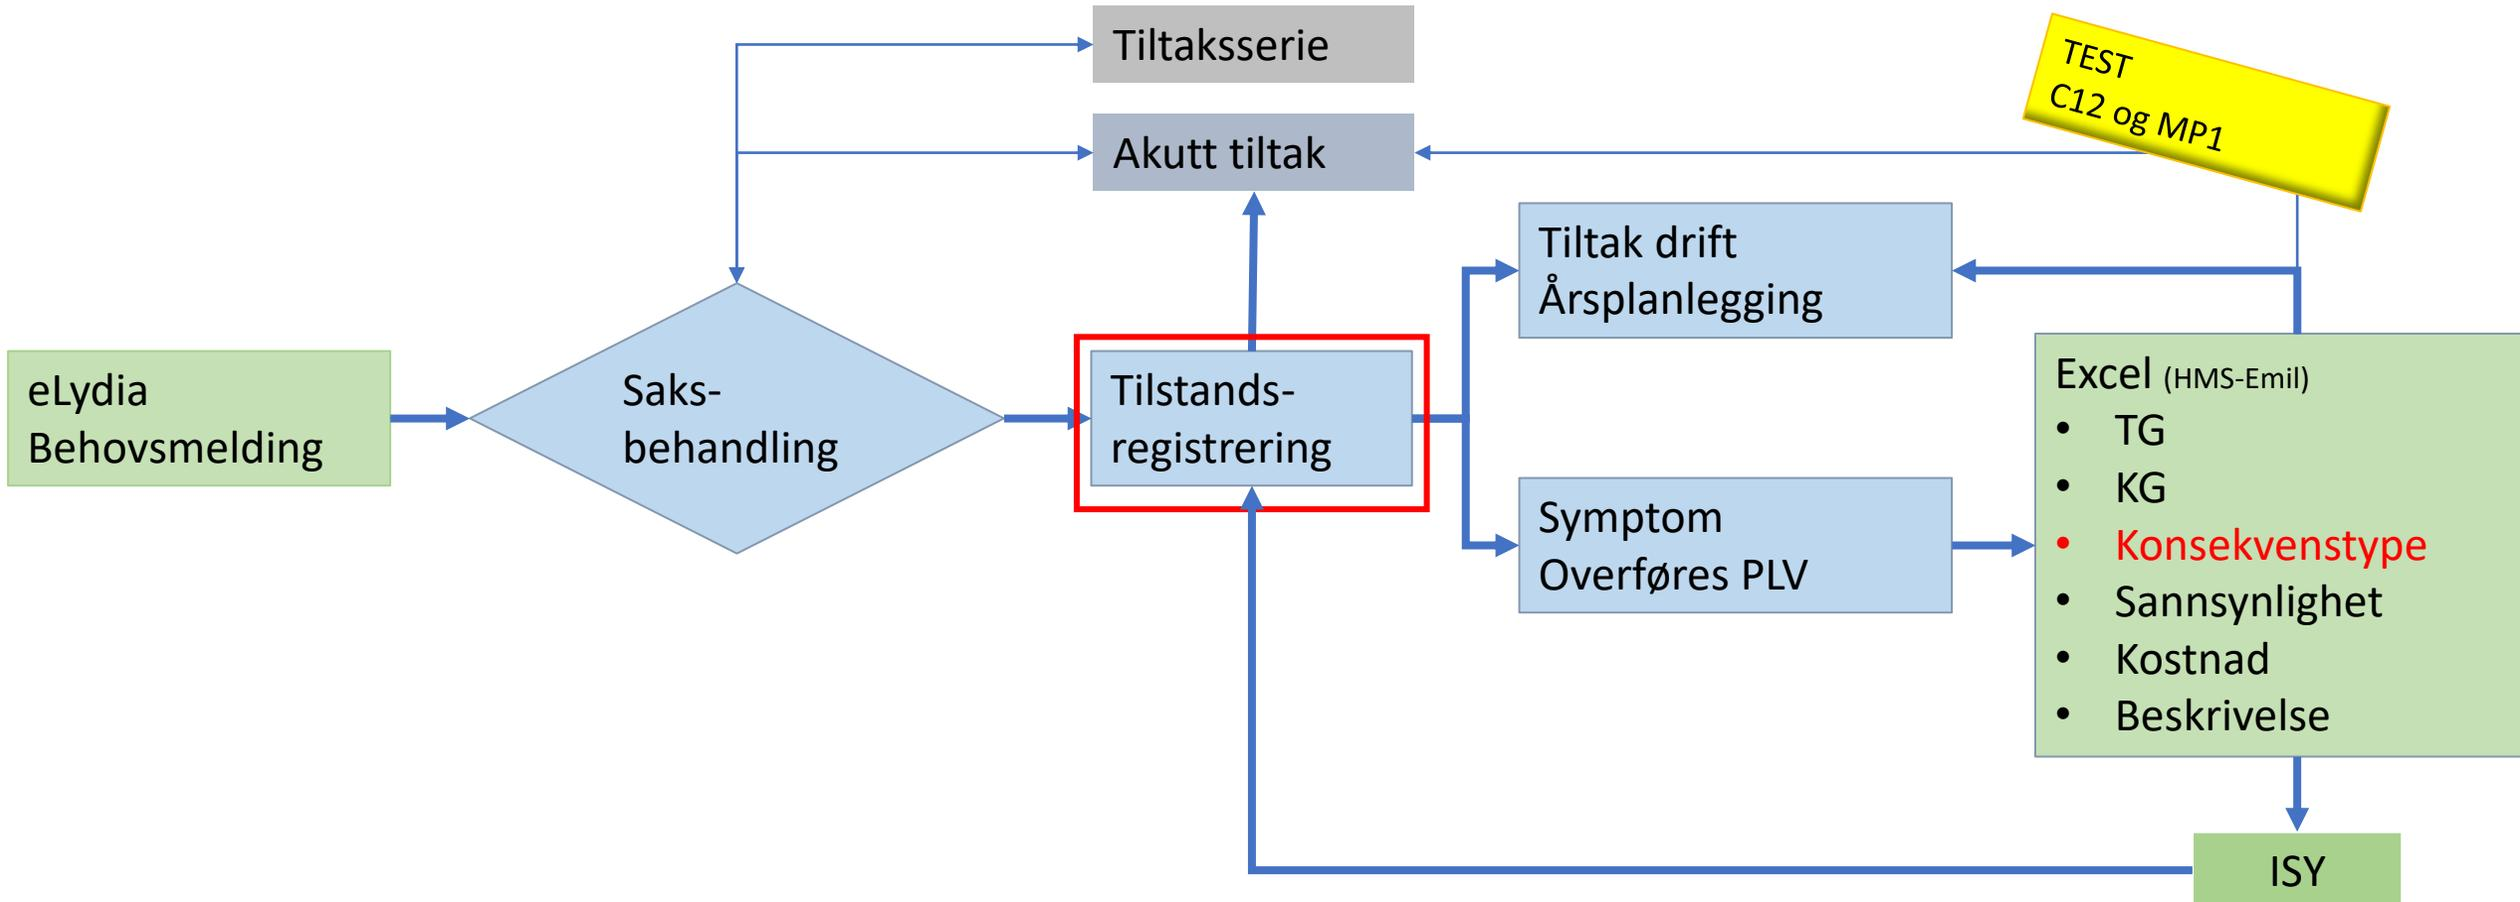 Tiltaksserie
TEST
C12 og MP1
Akutt tiltak
Tiltak drift
Årsplanlegging
eLydia
Behovsmelding
Saks-
behandling
Tilstands-
registrering
Symptom
Overføres PLV
Excel (HMS-Emil)
• TG
• KG
• Konsekvenstype
• Sannsynlighet
• Kostnad
• Beskrivelse
ISY